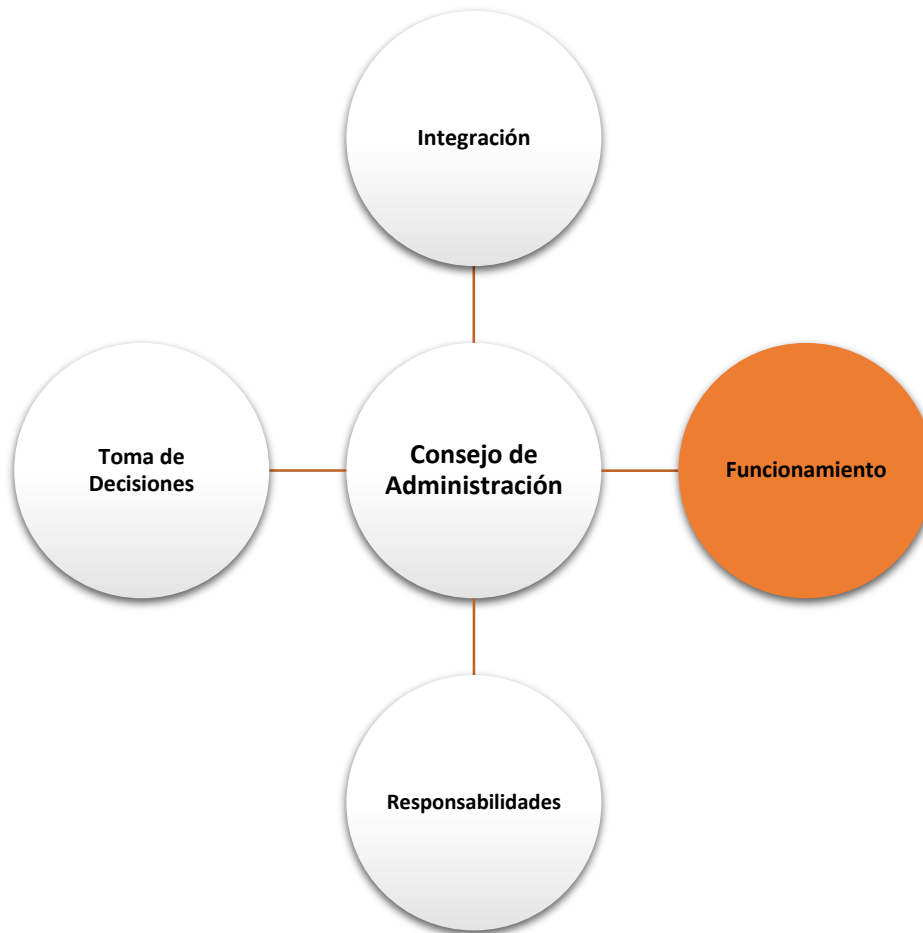 Integración
Toma de
Decisiones
Consejo de
Administración
Funcionamiento
Responsabilidades